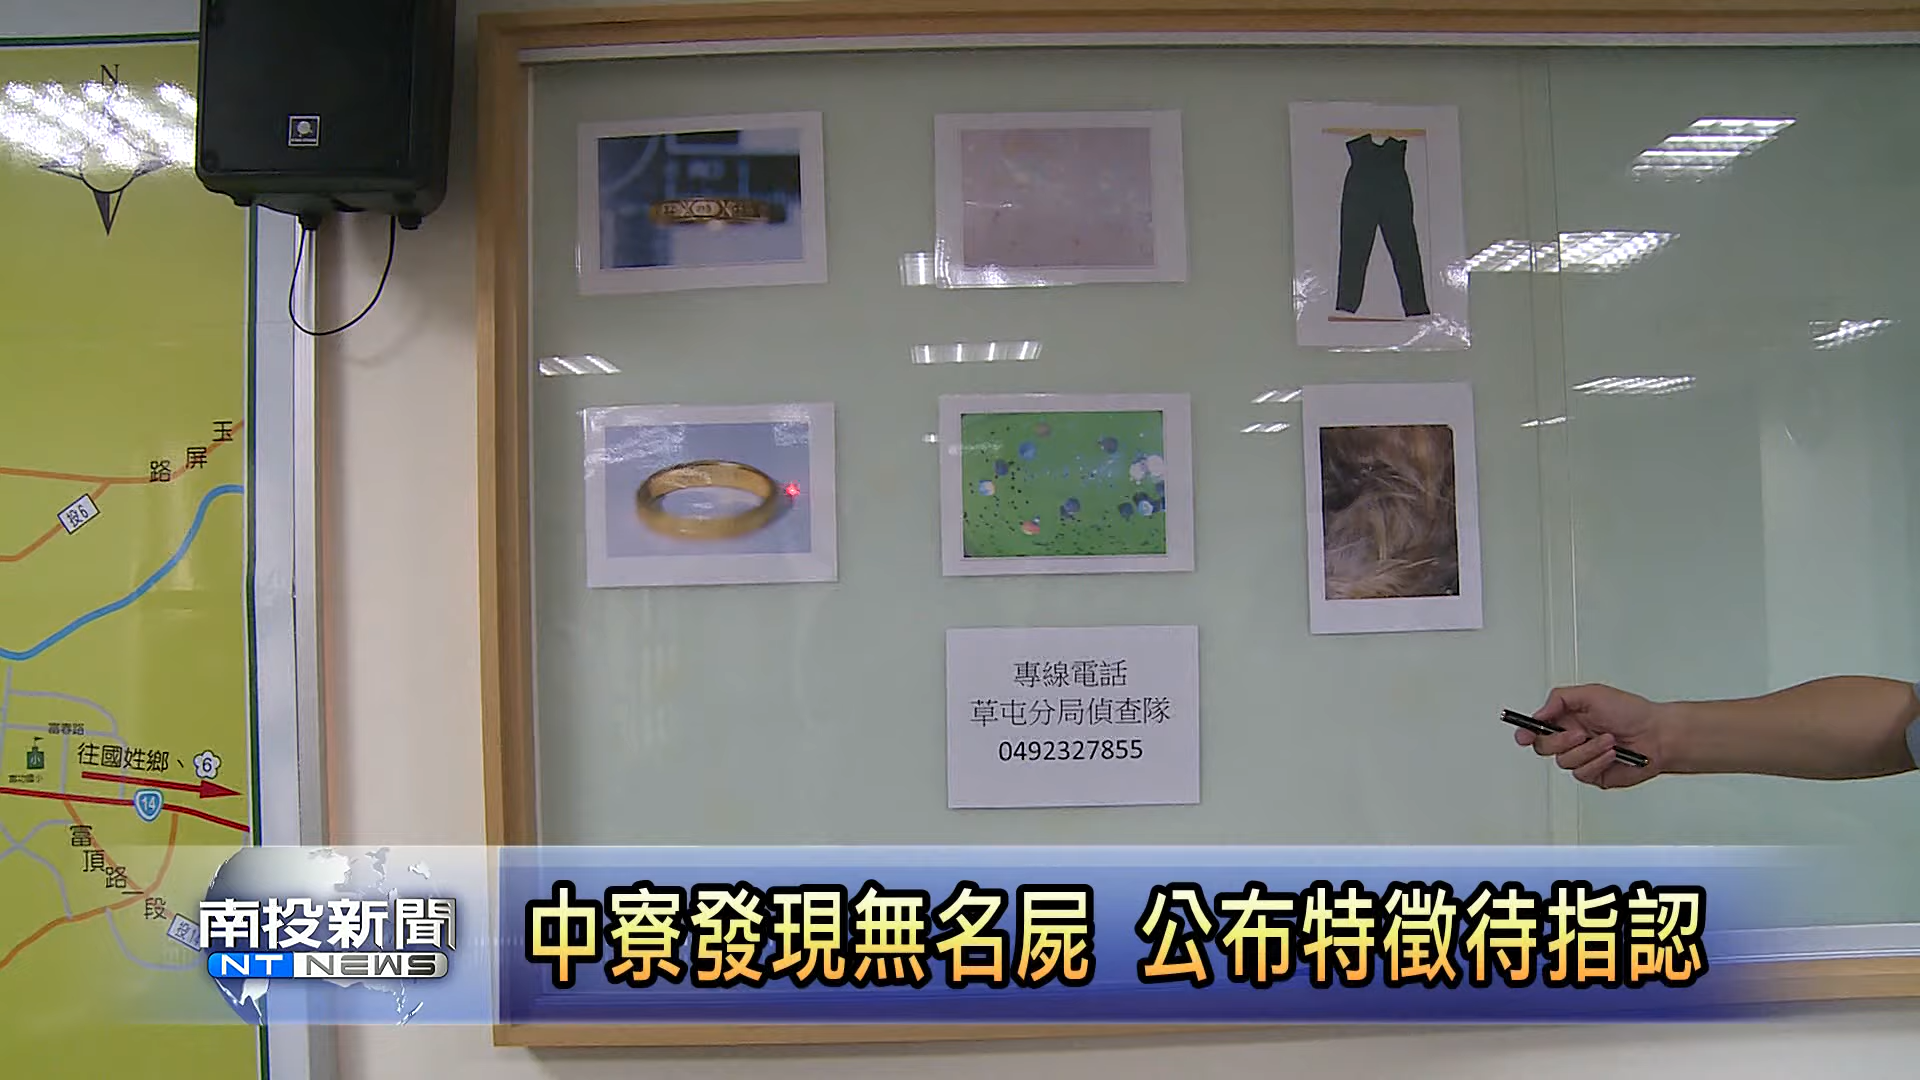 N
玉
屏
路
投6
專線電話
草屯分局偵查隊
0492327855
富春路
小
往國姓鄉、6
14
富
頂
路
一
段
南投新聞
NT NEWS
中寮發現無名屍 公布特徵待指認